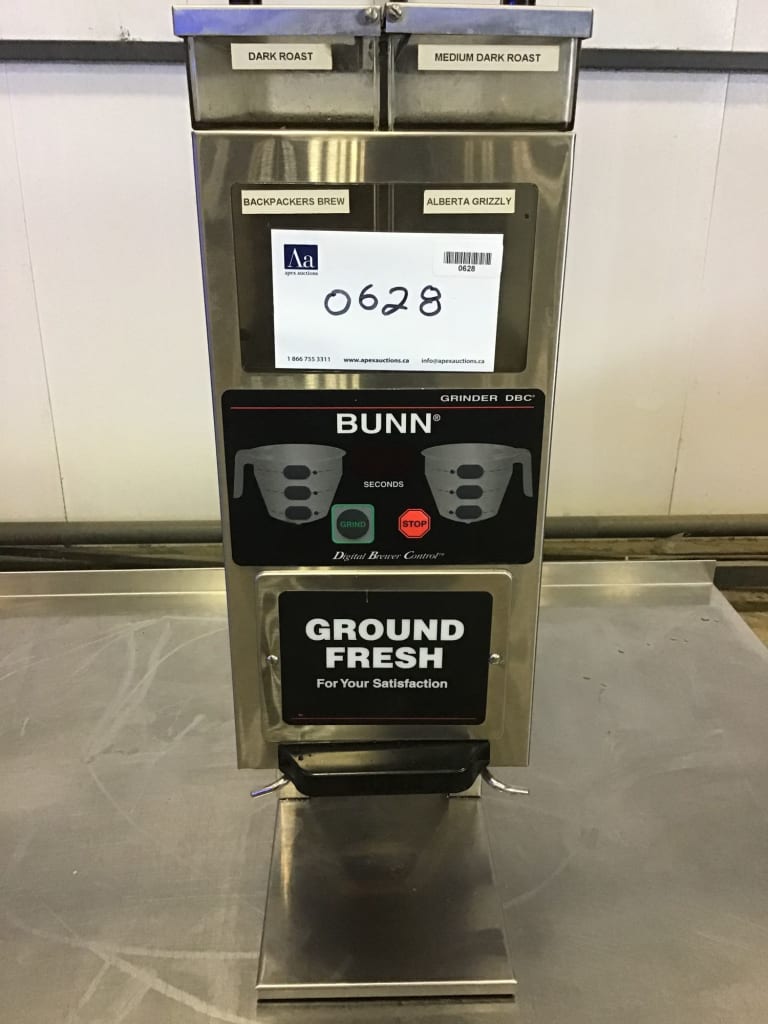 DARK ROAST
MEDIUM DARK ROAST
BACKPACKERS BREW
ALBERTA GRIZZLY
Aa
apex auctions
0628
0628
1 866 755 3311 www.apexauctions.ca info@apexauctions.ca
GRINDER DBC®
BUNN®
SECONDS
GRIND
STOP
Digital Brewer Control™
GROUND
FRESH
For Your Satisfaction